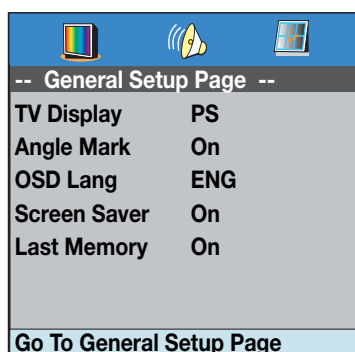 -- General Setup Page --
TV Display PS
Angle Mark On
OSD Lang ENG
Screen Saver On
Last Memory On
Go To General Setup Page